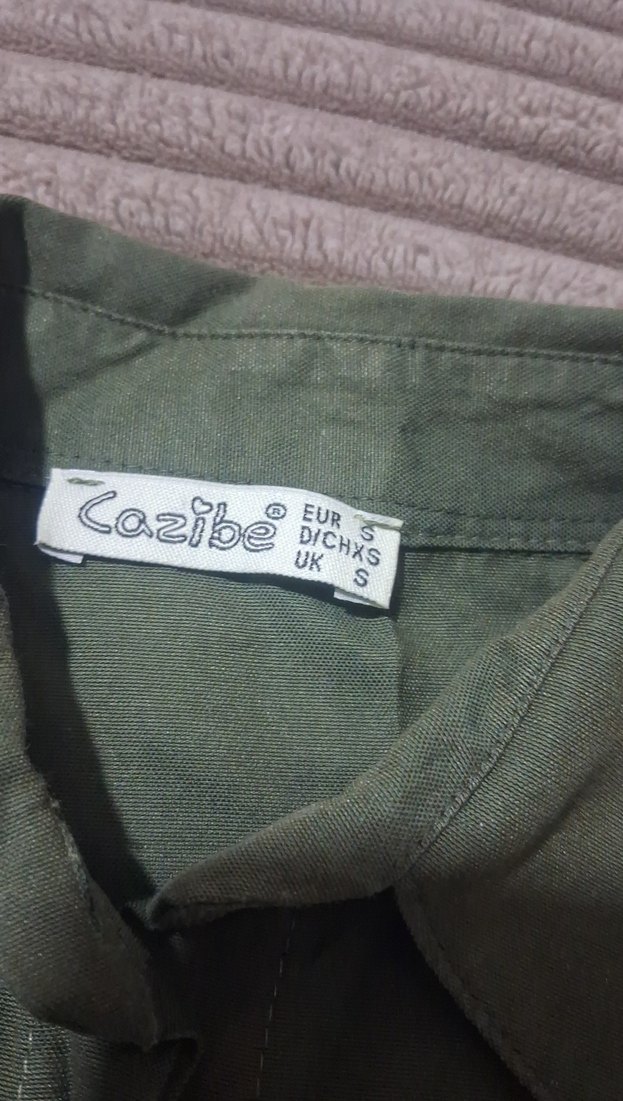 Cazibe®
EUR S
D/CH XS
UK S